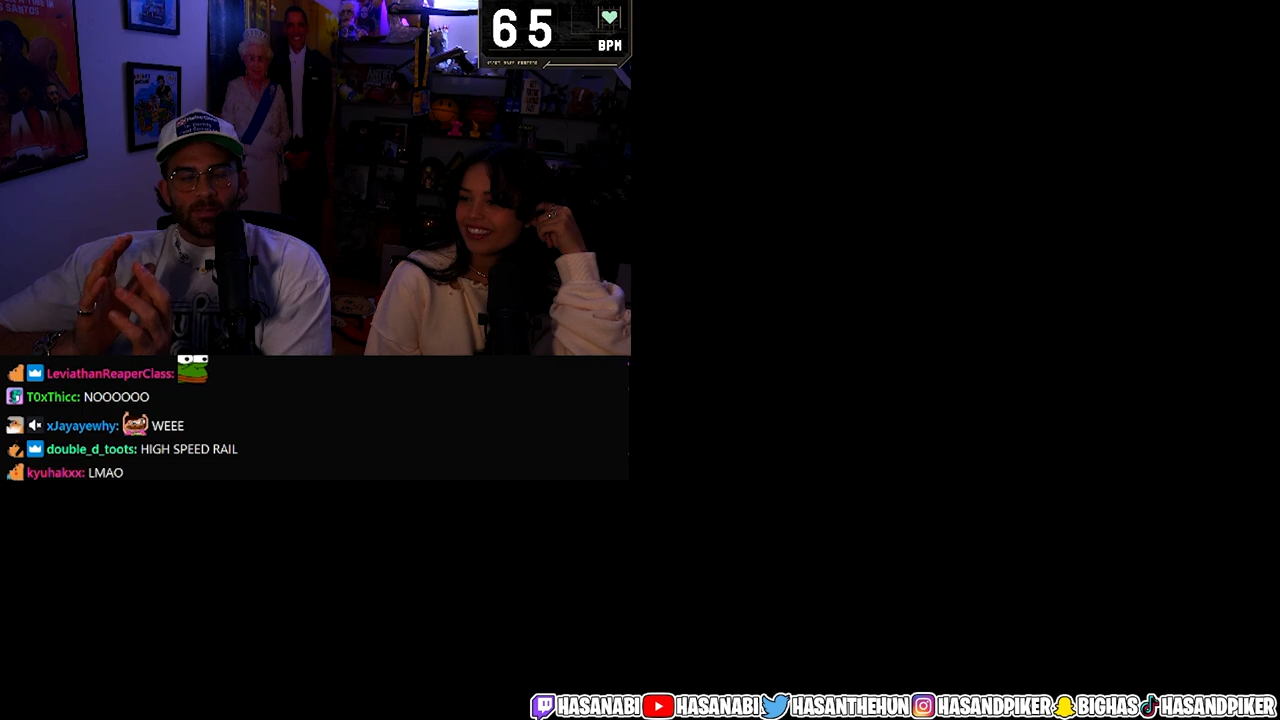 65
BPM
LeviathanReaperClass:
T0xThicc: NOOOOOO
xJayayewhy: WEEE
double_d_toots: HIGH SPEED RAIL
kyuhakxx: LMAO
HASANABI HASANABI HASANTHEHUN HASANDPIKER BIGHAS HASANDPIKER